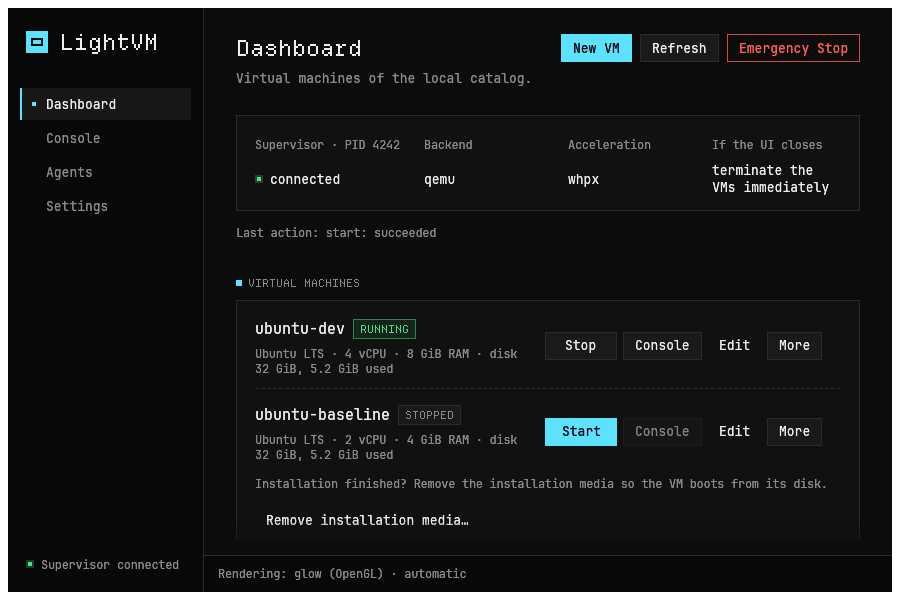 LightVM
Dashboard
Console
Agents
Settings
Supervisor connected
Dashboard
Virtual machines of the local catalog.
New VM
Refresh
Emergency Stop
Supervisor · PID 4242
connected
Backend
qemu
Acceleration
whpx
If the UI closes
terminate the
VMs immediately
Last action: start: succeeded
VIRTUAL MACHINES
ubuntu-dev RUNNING
Ubuntu LTS · 4 vCPU · 8 GiB RAM · disk
32 GiB, 5.2 GiB used
Stop
Console
Edit
More
ubuntu-baseline STOPPED
Ubuntu LTS · 2 vCPU · 4 GiB RAM · disk
32 GiB, 5.2 GiB used
Start
Console
Edit
More
Installation finished? Remove the installation media so the VM boots from its disk.
Remove installation media…
Rendering: glow (OpenGL) · automatic